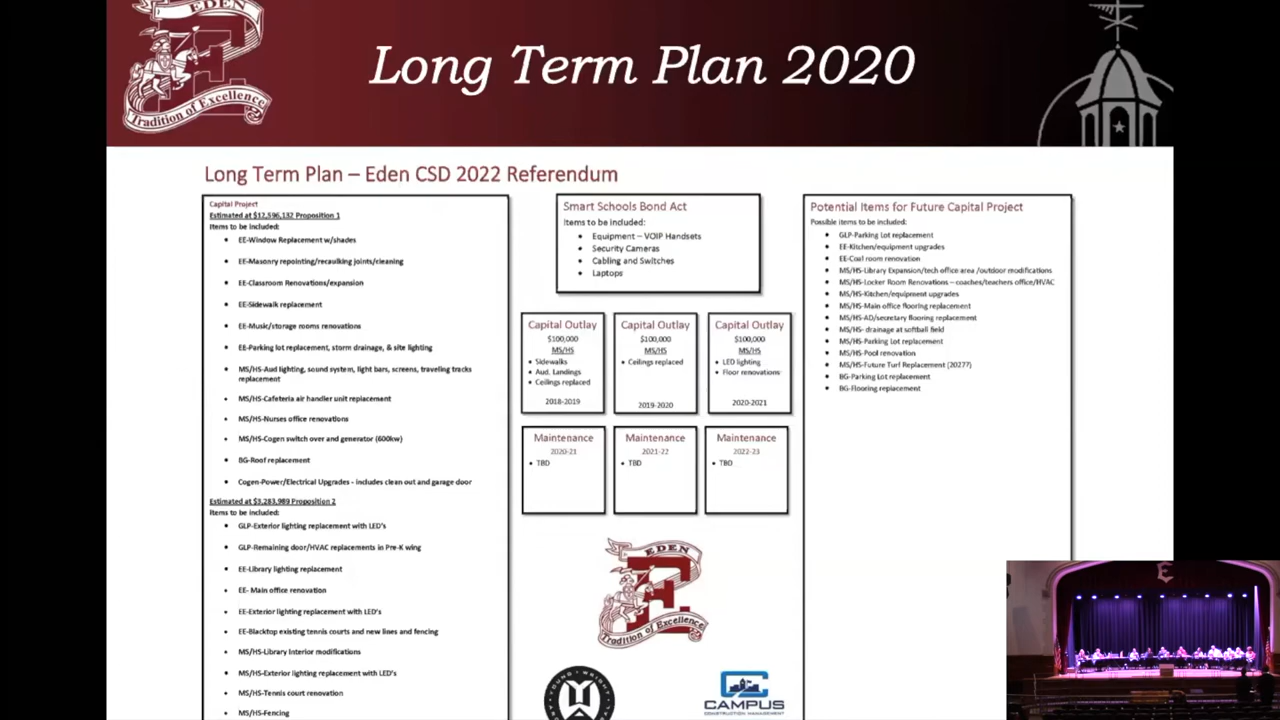 EDEN
Tradition of Excellence
Long Term Plan 2020
Long Term Plan – Eden CSD 2022 Referendum
Capital Project
Estimated at $12,596,132 Proposition 1
Items to be included:
• EE-Window Replacement w/shades
• EE-Masonry repointing/recaulking joints/cleaning
• EE-Classroom Renovations/expansion
• EE-Sidewalk replacement
• EE-Music/storage rooms renovations
• EE-Parking lot replacement, storm drainage, & site lighting
• MS/HS-Aud lighting, sound system, light bars, screens, traveling tracks
replacement
• MS/HS-Cafeteria air handler unit replacement
• MS/HS-Nurses office renovations
• MS/HS-Cogen switch over and generator (600kw)
• BG-Roof replacement
• Cogen-Power/Electrical Upgrades - includes clean out and garage door
Estimated at $3,283,989 Proposition 2
Items to be included:
• GLP-Exterior lighting replacement with LED's
• GLP-Remaining door/HVAC replacements in Pre-K wing
• EE-Library lighting replacement
• EE- Main office renovation
• EE-Exterior lighting replacement with LED's
• EE-Blacktop existing tennis courts and new lines and fencing
• MS/HS-Library Interior modifications
• MS/HS-Exterior lighting replacement with LED's
• MS/HS-Tennis court renovation
• MS/HS-Fencing
Smart Schools Bond Act
Items to be included:
• Equipment – VOIP Handsets
• Security Cameras
• Cabling and Switches
• Laptops
Capital Outlay
$100,000
MS/HS
• Sidewalks
• Aud. Landings
• Ceilings replaced
2018-2019
Capital Outlay
$100,000
MS/HS
• Ceilings replaced
2019-2020
Capital Outlay
$100,000
MS/HS
• LED lighting
• Floor renovations
2020-2021
Maintenance
2020-21
• TBD
Maintenance
2021-22
• TBD
Maintenance
2022-23
• TBD
EDEN
Tradition of Excellence
YOUNG WRIGHT
CAMPUS
CONSTRUCTION MANAGEMENT
Potential Items for Future Capital Project
Possible items to be included:
• GLP-Parking Lot replacement
• EE-Kitchen/equipment upgrades
• EE-Coal room renovation
• MS/HS-Library Expansion/tech office area /outdoor modifications
• MS/HS-Locker Room Renovations – coaches/teachers office/HVAC
• MS/HS-Kitchen/equipment upgrades
• MS/HS-Main office flooring replacement
• MS/HS-AD/secretary flooring replacement
• MS/HS- drainage at softball field
• MS/HS-Parking Lot replacement
• MS/HS-Pool renovation
• MS/HS-Future Turf Replacement (2027?)
• BG-Parking Lot replacement
• BG-Flooring replacement
E